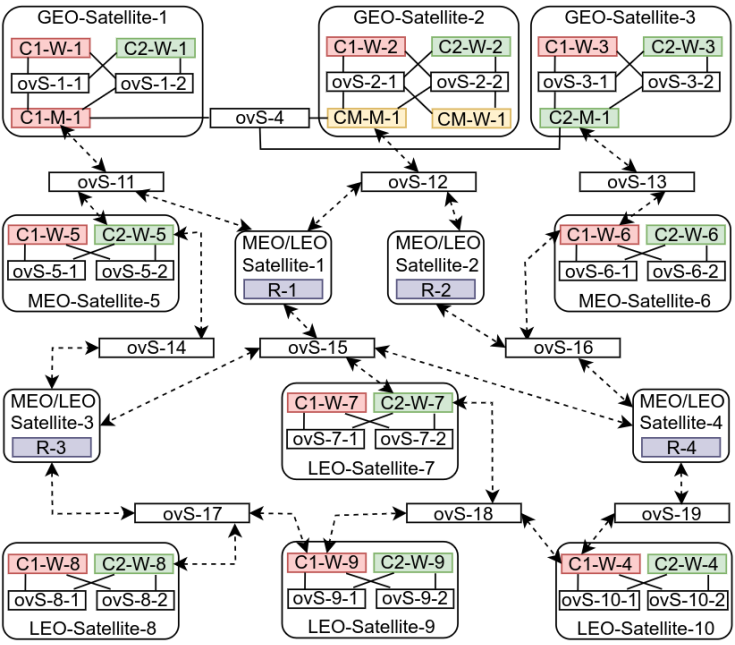 GEO-Satellite-1
C1-W-1
C2-W-1
ovS-1-1
ovS-1-2
C1-M-1
ovS-4
GEO-Satellite-2
C1-W-2
C2-W-2
ovS-2-1
ovS-2-2
CM-M-1
CM-W-1
GEO-Satellite-3
C1-W-3
C2-W-3
ovS-3-1
ovS-3-2
C2-M-1
ovS-11
ovS-12
ovS-13
C1-W-5
C2-W-5
ovS-5-1
ovS-5-2
MEO-Satellite-5
MEO/LEO
Satellite-1
R-1
MEO/LEO
Satellite-2
R-2
C1-W-6
C2-W-6
ovS-6-1
ovS-6-2
MEO-Satellite-6
ovS-14
ovS-15
ovS-16
MEO/LEO
Satellite-3
R-3
C1-W-7
C2-W-7
ovS-7-1
ovS-7-2
LEO-Satellite-7
MEO/LEO
Satellite-4
R-4
ovS-17
ovS-18
ovS-19
C1-W-8
C2-W-8
ovS-8-1
ovS-8-2
LEO-Satellite-8
C1-W-9
C2-W-9
ovS-9-1
ovS-9-2
LEO-Satellite-9
C1-W-4
C2-W-4
ovS-10-1
ovS-10-2
LEO-Satellite-10